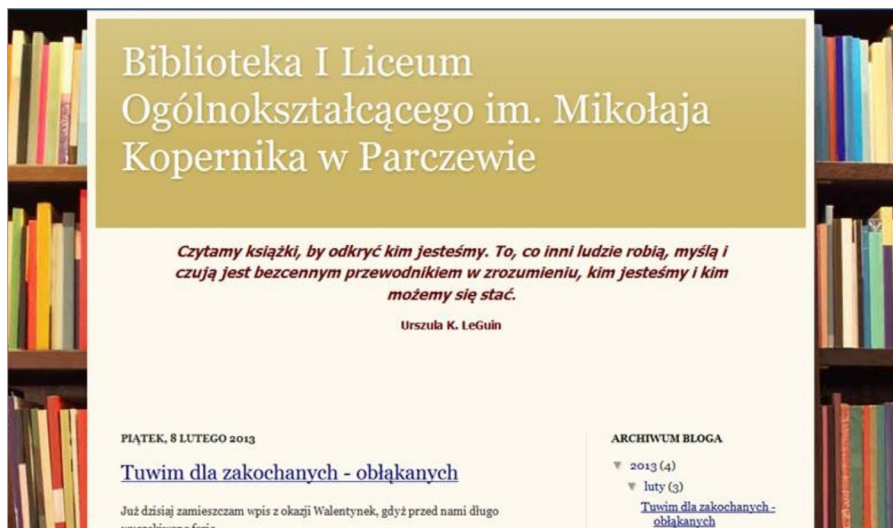 Biblioteka I Liceum
Ogólnokształcącego im. Mikołaja
Kopernika w Parczewie
Czytamy książki, by odkryć kim jesteśmy. To, co inni ludzie robią, myślą i
czują jest bezcennym przewodnikiem w zrozumieniu, kim jesteśmy i kim
możemy się stać.
Urszula K. LeGuin
PIĄTEK, 8 LUTEGO 2013
Tuwim dla zakochanych - obłąkanych
Już dzisiaj zamieszczam wpis z okazji Walentynek, gdyż przed nami długo
ARCHIWUM BLOGA
▼ 2013 (4)
▼ luty (3)
Tuwim dla zakochanych -
obłąkanych